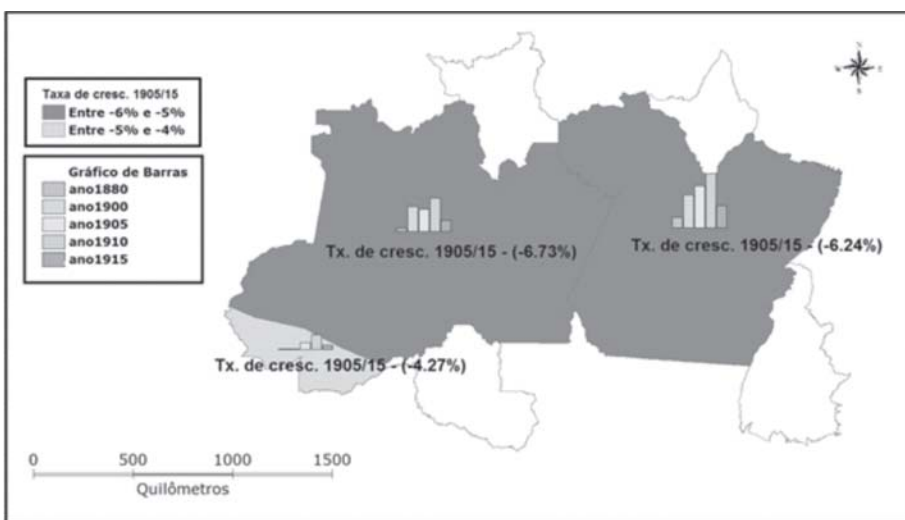 Taxa de cresc. 1905/15
Entre -6% e -5%
Entre -5% e -4%
Gráfico de Barras
ano1880
ano1900
ano1905
ano1910
ano1915
N
E
S
Tx. de cresc. 1905/15 - (-6.73%)
Tx. de cresc. 1905/15 - (-6.24%)
Tx. de cresc. 1905/15 - (-4.27%)
0 500 1000 1500
Quilômetros